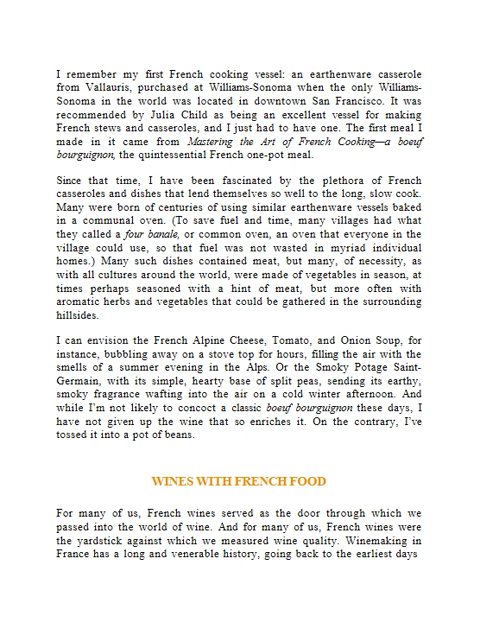 I remember my first French cooking vessel: an earthenware casserole
from Vallauris, purchased at Williams-Sonoma when the only Williams-
Sonoma in the world was located in downtown San Francisco. It was
recommended by Julia Child as being an excellent vessel for making
French stews and casseroles, and I just had to have one. The first meal I
made in it came from Mastering the Art of French Cooking—a boeuf
bourguignon, the quintessential French one-pot meal.
Since that time, I have been fascinated by the plethora of French
casseroles and dishes that lend themselves so well to the long, slow cook.
Many were born of centuries of using similar earthenware vessels baked
in a communal oven. (To save fuel and time, many villages had what
they called a four banale, or common oven, an oven that everyone in the
village could use, so that fuel was not wasted in myriad individual
homes.) Many such dishes contained meat, but many, of necessity, as
with all cultures around the world, were made of vegetables in season, at
times perhaps seasoned with a hint of meat, but more often with
aromatic herbs and vegetables that could be gathered in the surrounding
hillsides.
I can envision the French Alpine Cheese, Tomato, and Onion Soup, for
instance, bubbling away on a stove top for hours, filling the air with the
smells of a summer evening in the Alps. Or the Smoky Potage Saint-
Germain, with its simple, hearty base of split peas, sending its earthy,
smoky fragrance wafting into the air on a cold winter afternoon. And
while I'm not likely to concoct a classic boeuf bourguignon these days, I
have not given up the wine that so enriches it. On the contrary, I've
tossed it into a pot of beans.
WINES WITH FRENCH FOOD
For many of us, French wines served as the door through which we
passed into the world of wine. And for many of us, French wines were
the yardstick against which we measured wine quality. Winemaking in
France has a long and venerable history, going back to the earliest days